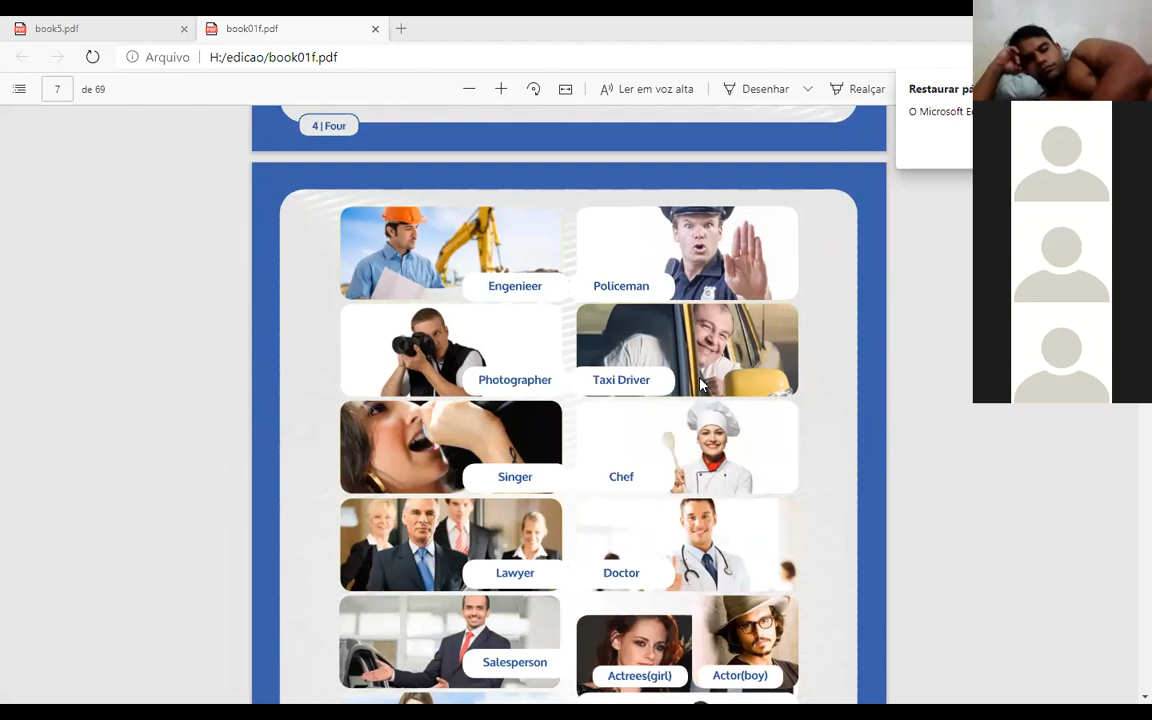 book5.pdf
book01f.pdf
Arquivo
H:/edicao/book01f.pdf
7
de 69
Ler em voz alta
Desenhar
Realçar
Restaurar pá
O Microsoft E
4 | Four
Engenieer
Policeman
Photographer
Taxi Driver
Singer
Chef
Lawyer
Doctor
Salesperson
Actrees(girl)
Actor(boy)